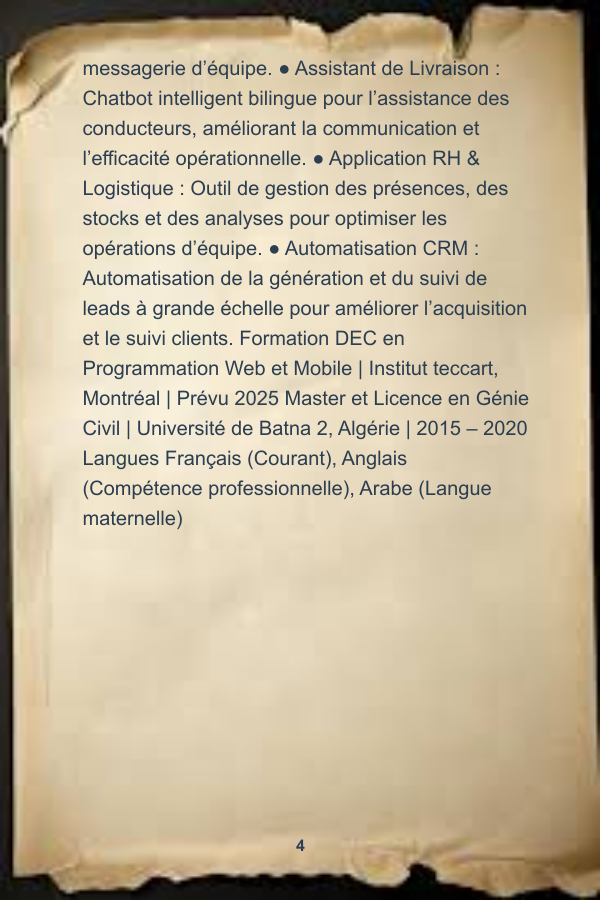 messagerie d’équipe. ● Assistant de Livraison :
Chatbot intelligent bilingue pour l’assistance des
conducteurs, améliorant la communication et
l’efficacité opérationnelle. ● Application RH &
Logistique : Outil de gestion des présences, des
stocks et des analyses pour optimiser les
opérations d’équipe. ● Automatisation CRM :
Automatisation de la génération et du suivi de
leads à grande échelle pour améliorer l’acquisition
et le suivi clients. Formation DEC en
Programmation Web et Mobile | Institut teccart,
Montréal | Prévu 2025 Master et Licence en Génie
Civil | Université de Batna 2, Algérie | 2015 – 2020
Langues Français (Courant), Anglais
(Compétence professionnelle), Arabe (Langue
maternelle)
4